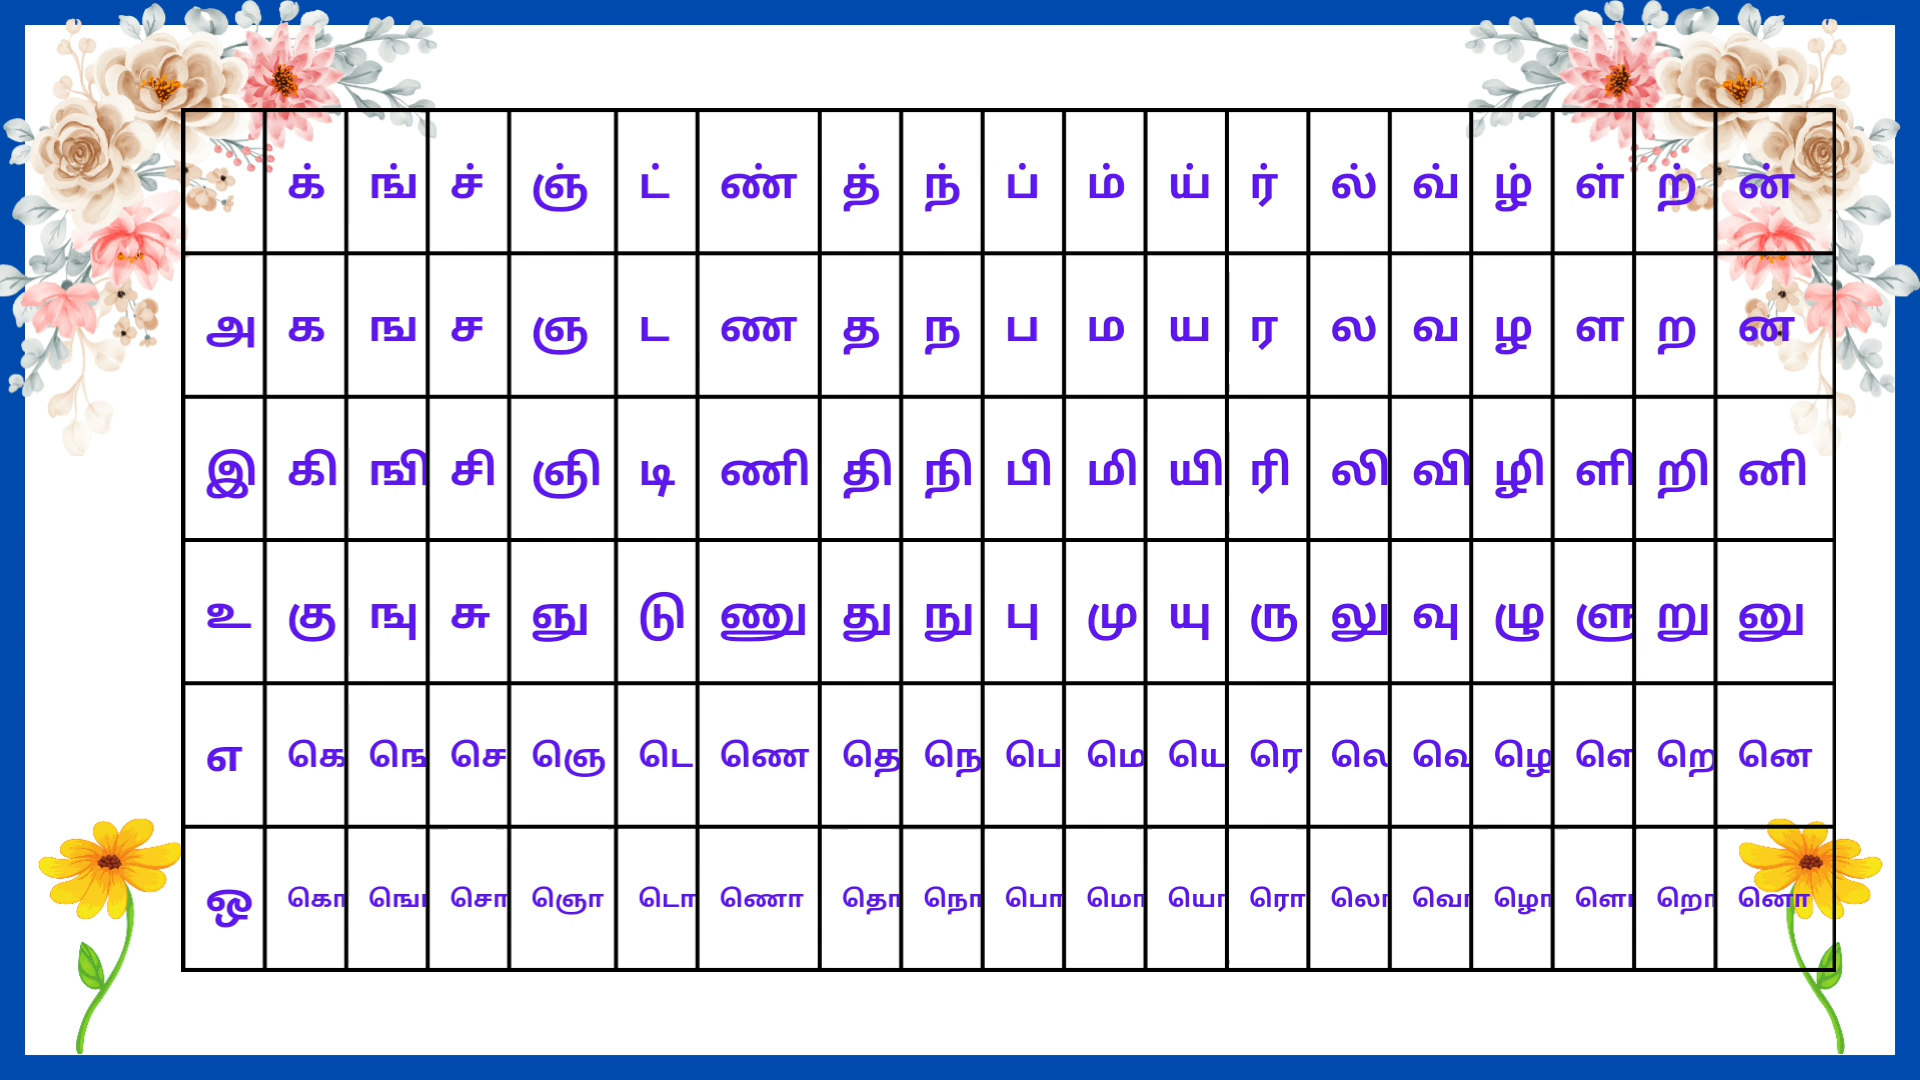 க் ங் ச் ஞ் ட் ண் த் ந் ப் ம் ய் ர் ல் வ் ழ் ள் ற் ன்
அ க ங ச ஞ ட ண த ந ப ம ய ர ல வ ழ ள ற ன
இ கி ஙி சி ஞி டி ணி தி நி பி மி யி ரி லி வி ழி ளி றி னி
உ கு ஙு சு ஞு டு ணு து நு பு மு யு ரு லு வு ழு ளு று னு
எ கெ ஙெ செ ஞெ டெ ணெ தெ நெ பெ மெ யெ ரெ லெ வெ ழெ ளெ றெ னெ
ஒ கொ ஙொ சொ ஞொ டொ ணொ தொ நொ பொ மொ யொ ரொ லொ வொ ழொ ளொ றொ னொ